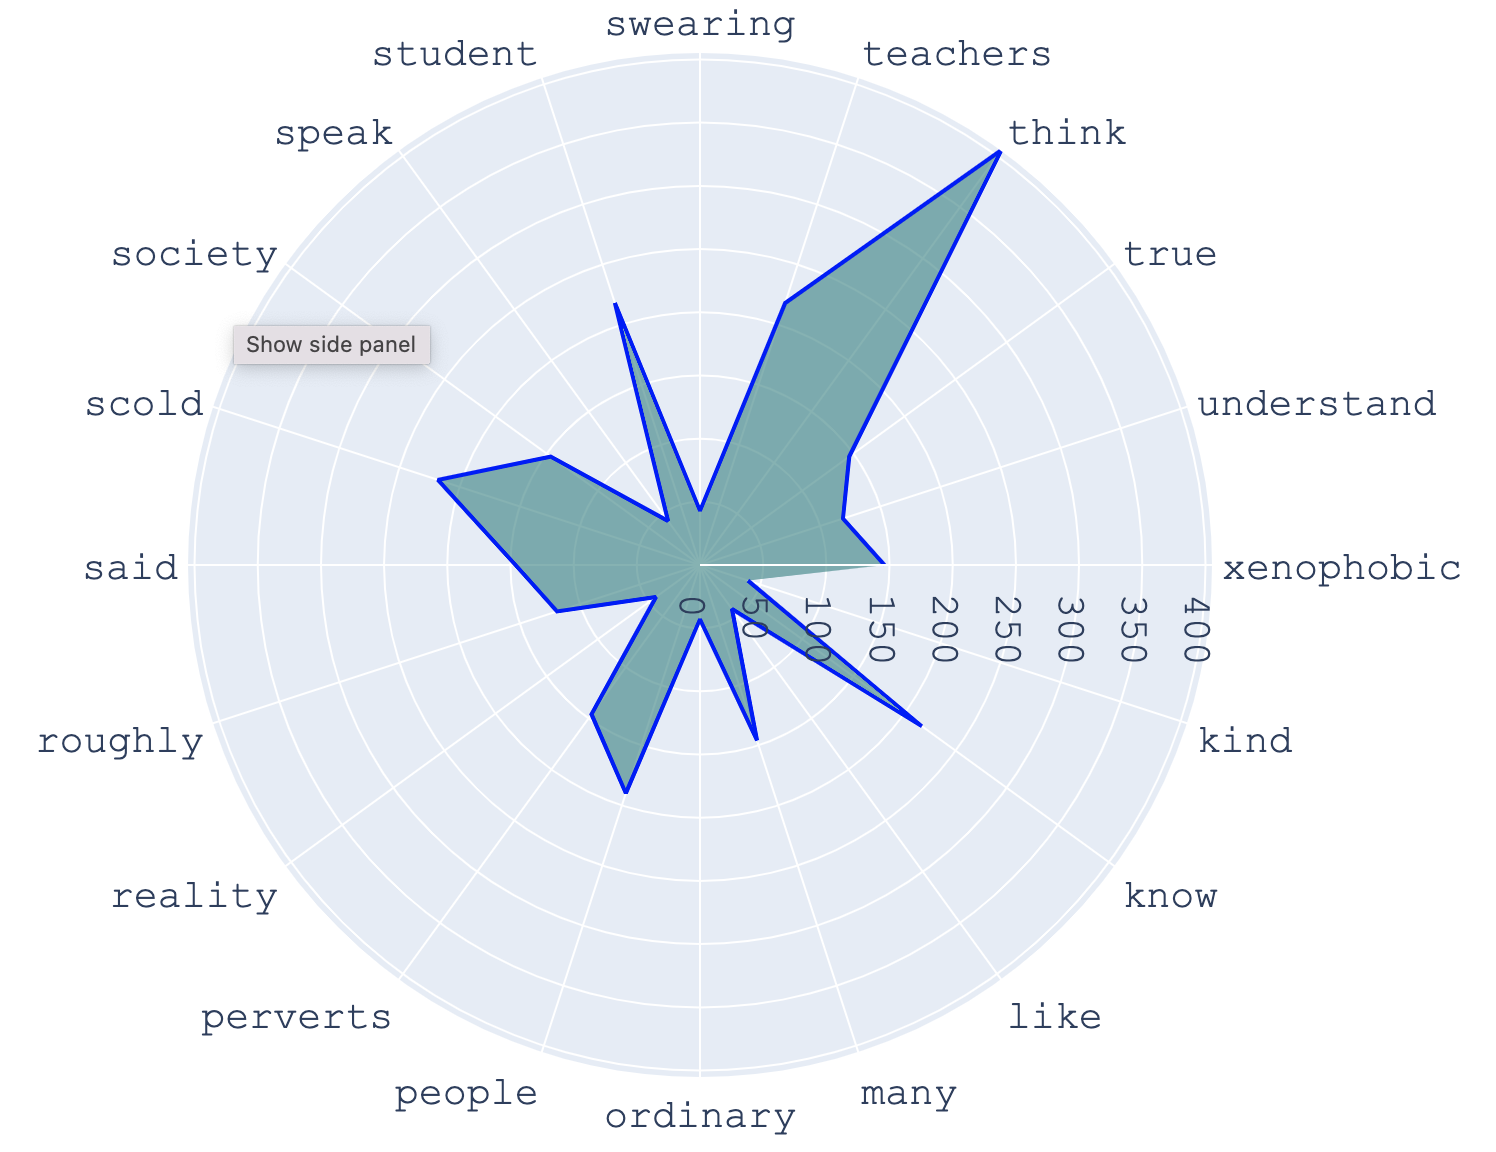 swearing
student
teachers
speak
think
society
true
Show side panel
scold
understand
said
xenophobic
0
50
100
150
200
250
300
350
400
roughly
kind
reality
know
perverts
like
people
many
ordinary